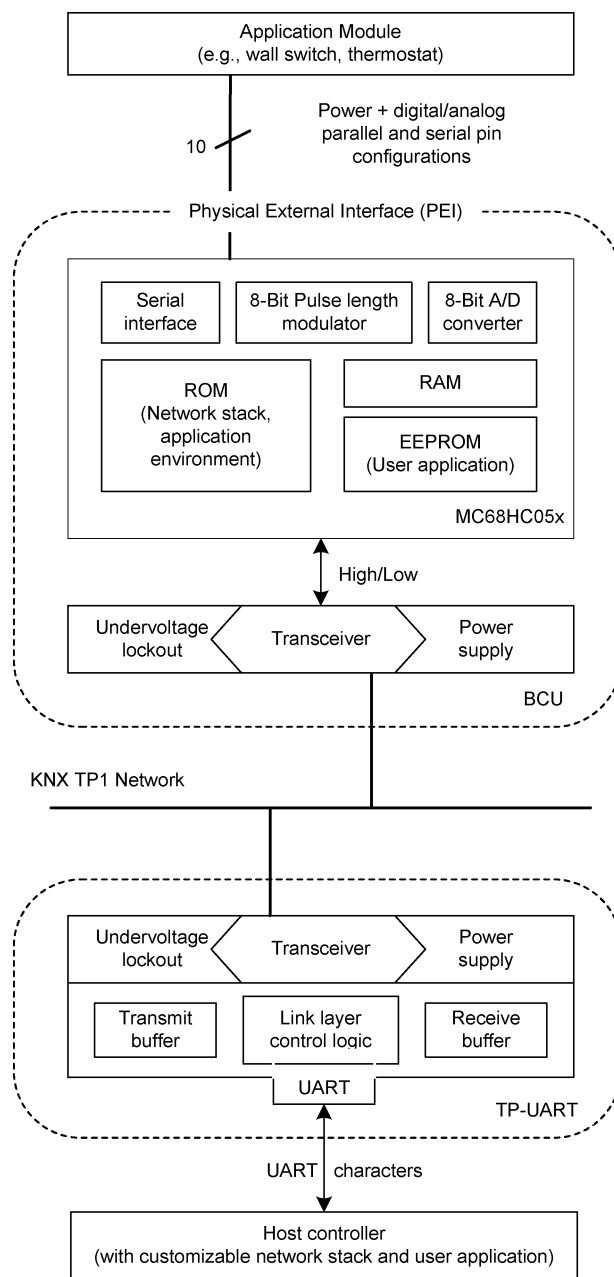 Application Module
(e.g., wall switch, thermostat)
Power + digital/analog
parallel and serial pin
configurations
10
Physical External Interface (PEI)
Serial
interface
8-Bit Pulse length
modulator
8-Bit A/D
converter
ROM
(Network stack,
application
environment)
RAM
EEPROM
(User application)
MC68HC05x
High/Low
Undervoltage
lockout
Transceiver
Power
supply
BCU
KNX TP1 Network
Undervoltage
lockout
Transceiver
Power
supply
Transmit
buffer
Link layer
control logic
Receive
buffer
UART
TP-UART
UART characters
Host controller
(with customizable network stack and user application)